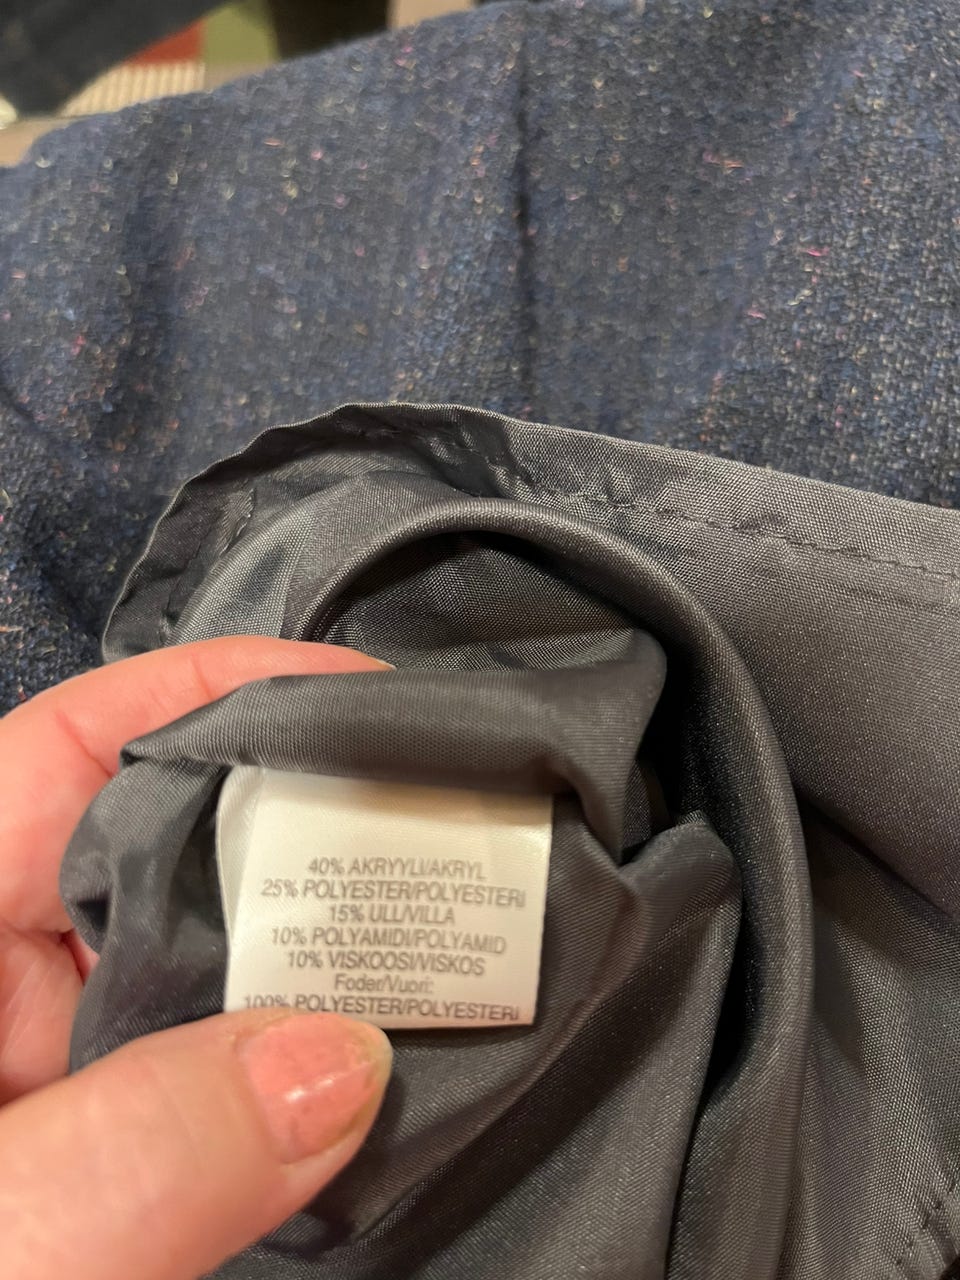 40% AKRYYLI/AKRYL
25% POLYESTER/POLYESTERI
15% ULL/VILLA
10% POLYAMIDI/POLYAMID
10% VISKOOSI/VISKOS
Foder/Vuori:
100% POLYESTER/POLYESTERI